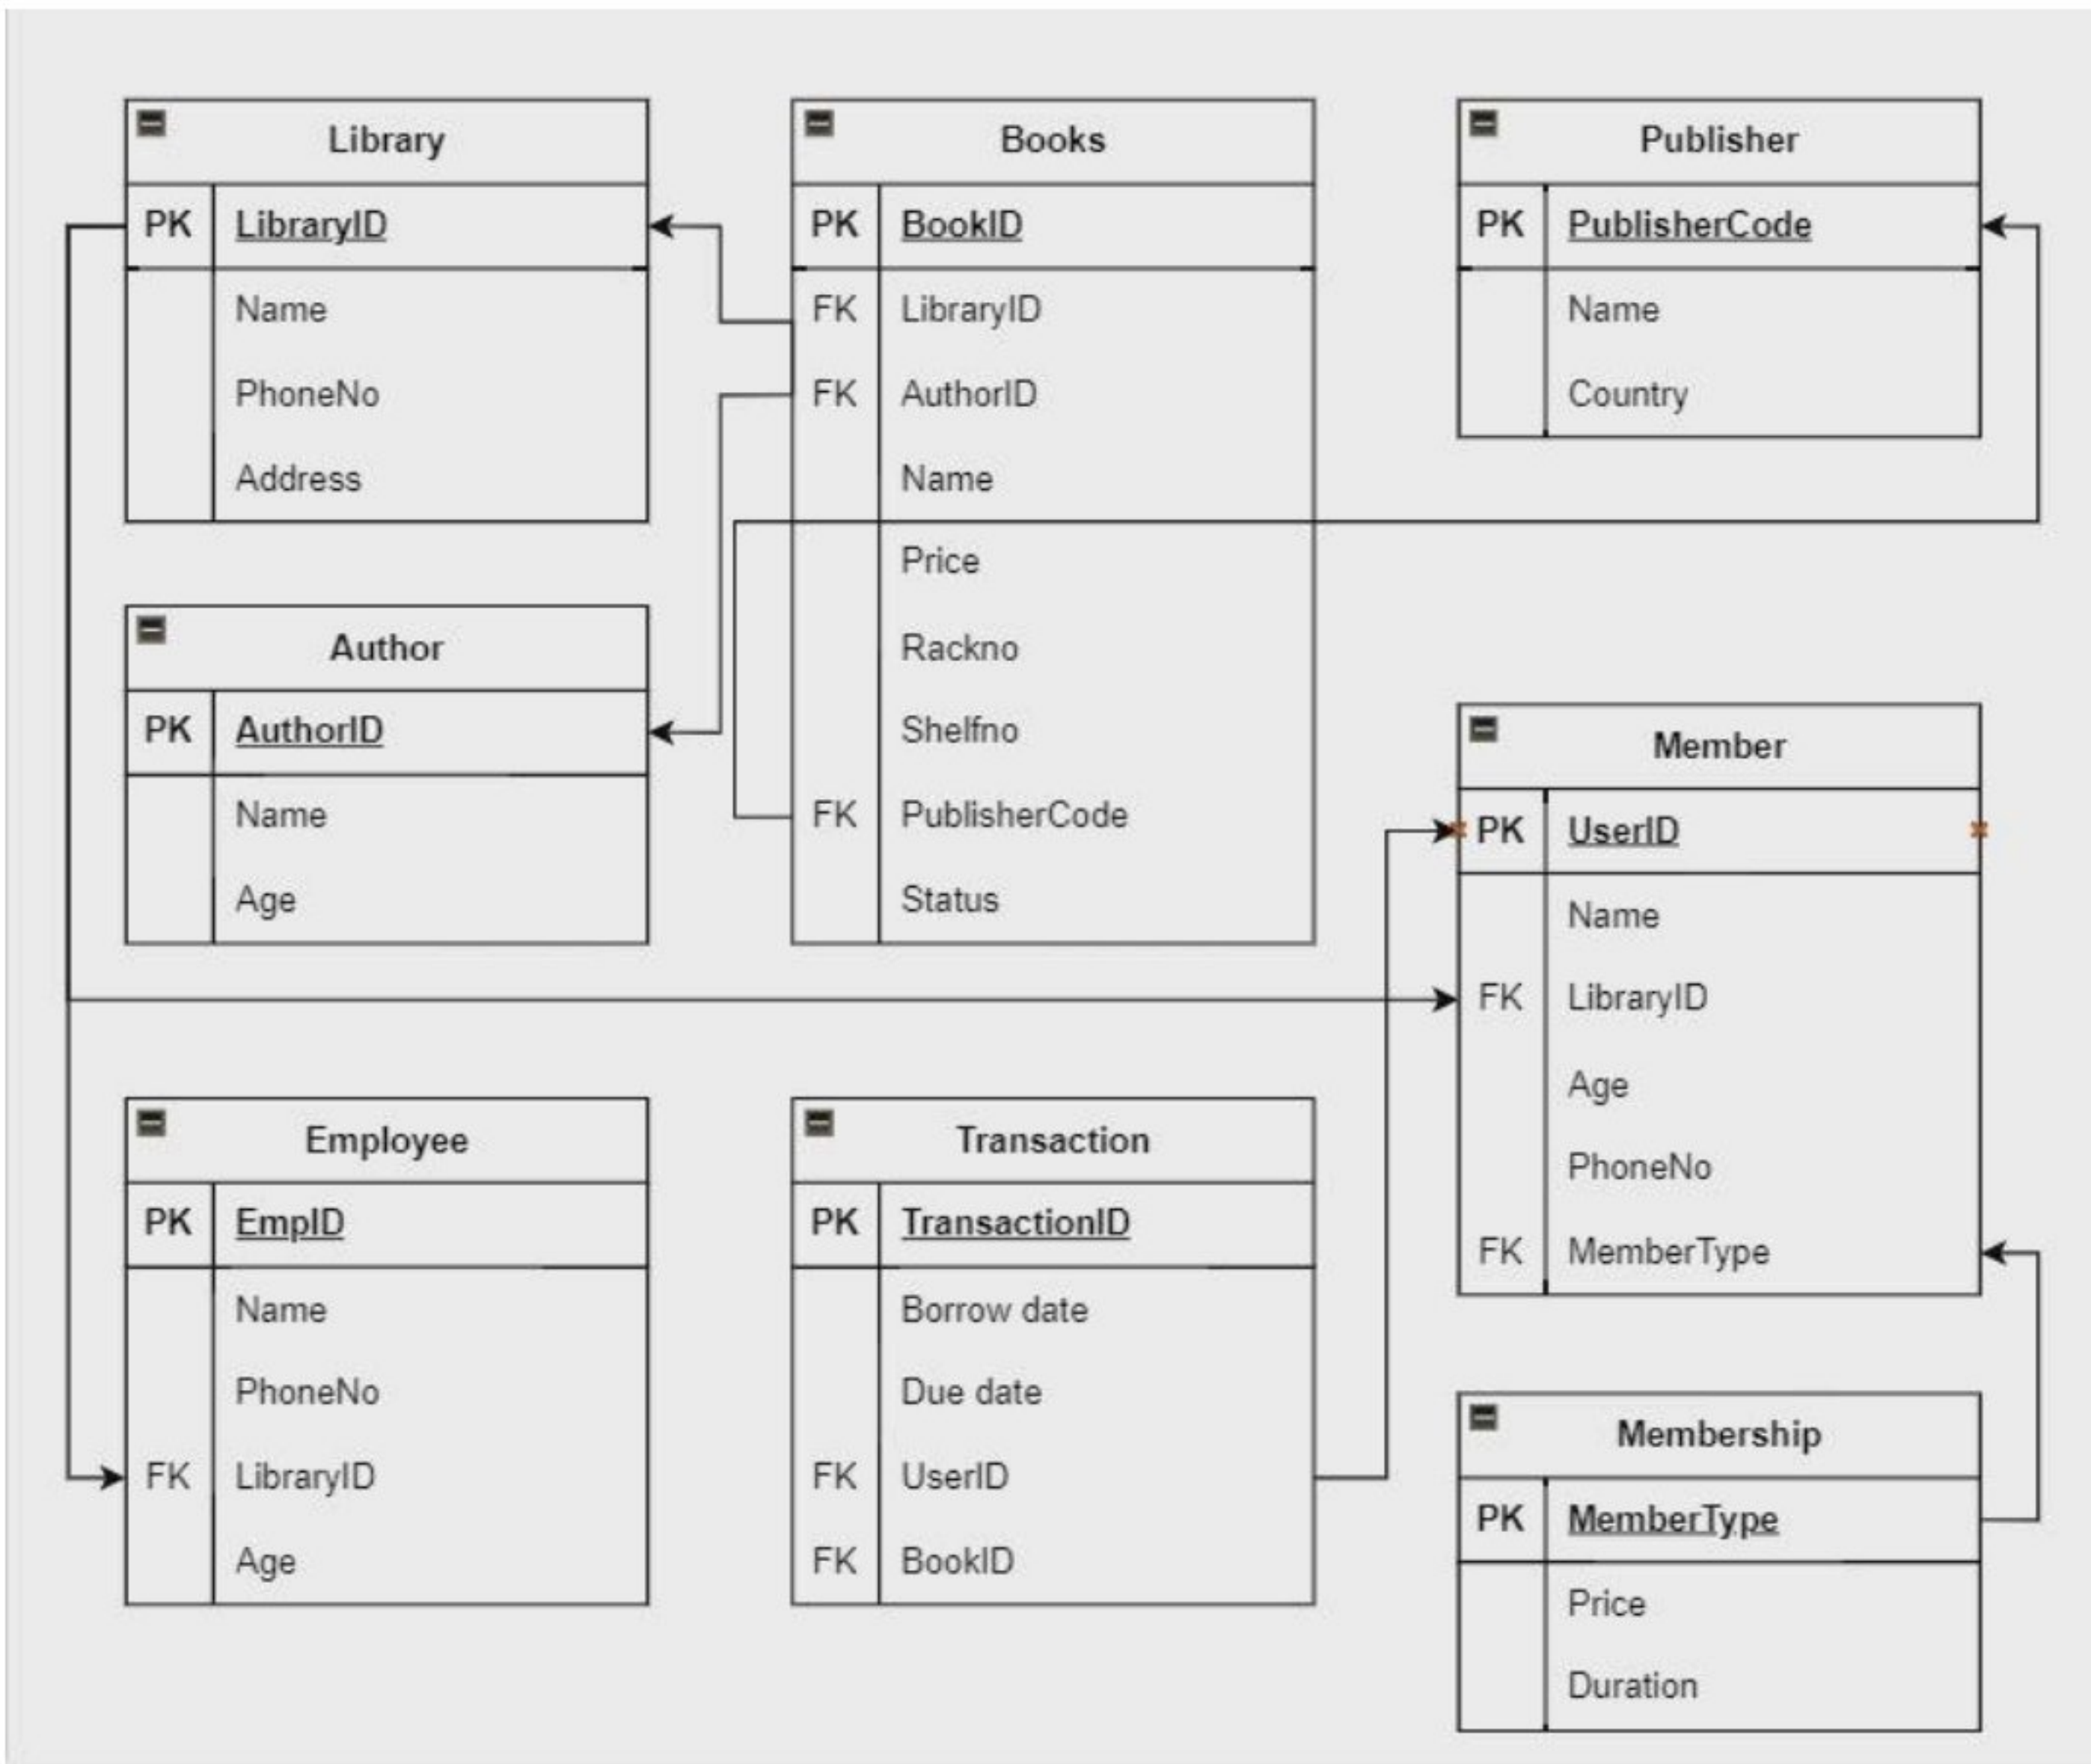 Library
PK LibraryID
Name
PhoneNo
Address
Books
PK BookID
FK LibraryID
FK AuthorID
Name
Price
Rackno
Shelfno
FK PublisherCode
Status
Publisher
PK PublisherCode
Name
Country
Author
PK AuthorID
Name
Age
Member
PK UserID
Name
FK LibraryID
Age
PhoneNo
FK MemberType
Employee
PK EmpID
Name
PhoneNo
FK LibraryID
Age
Transaction
PK TransactionID
Borrow date
Due date
FK UserID
FK BookID
Membership
PK MemberType
Price
Duration